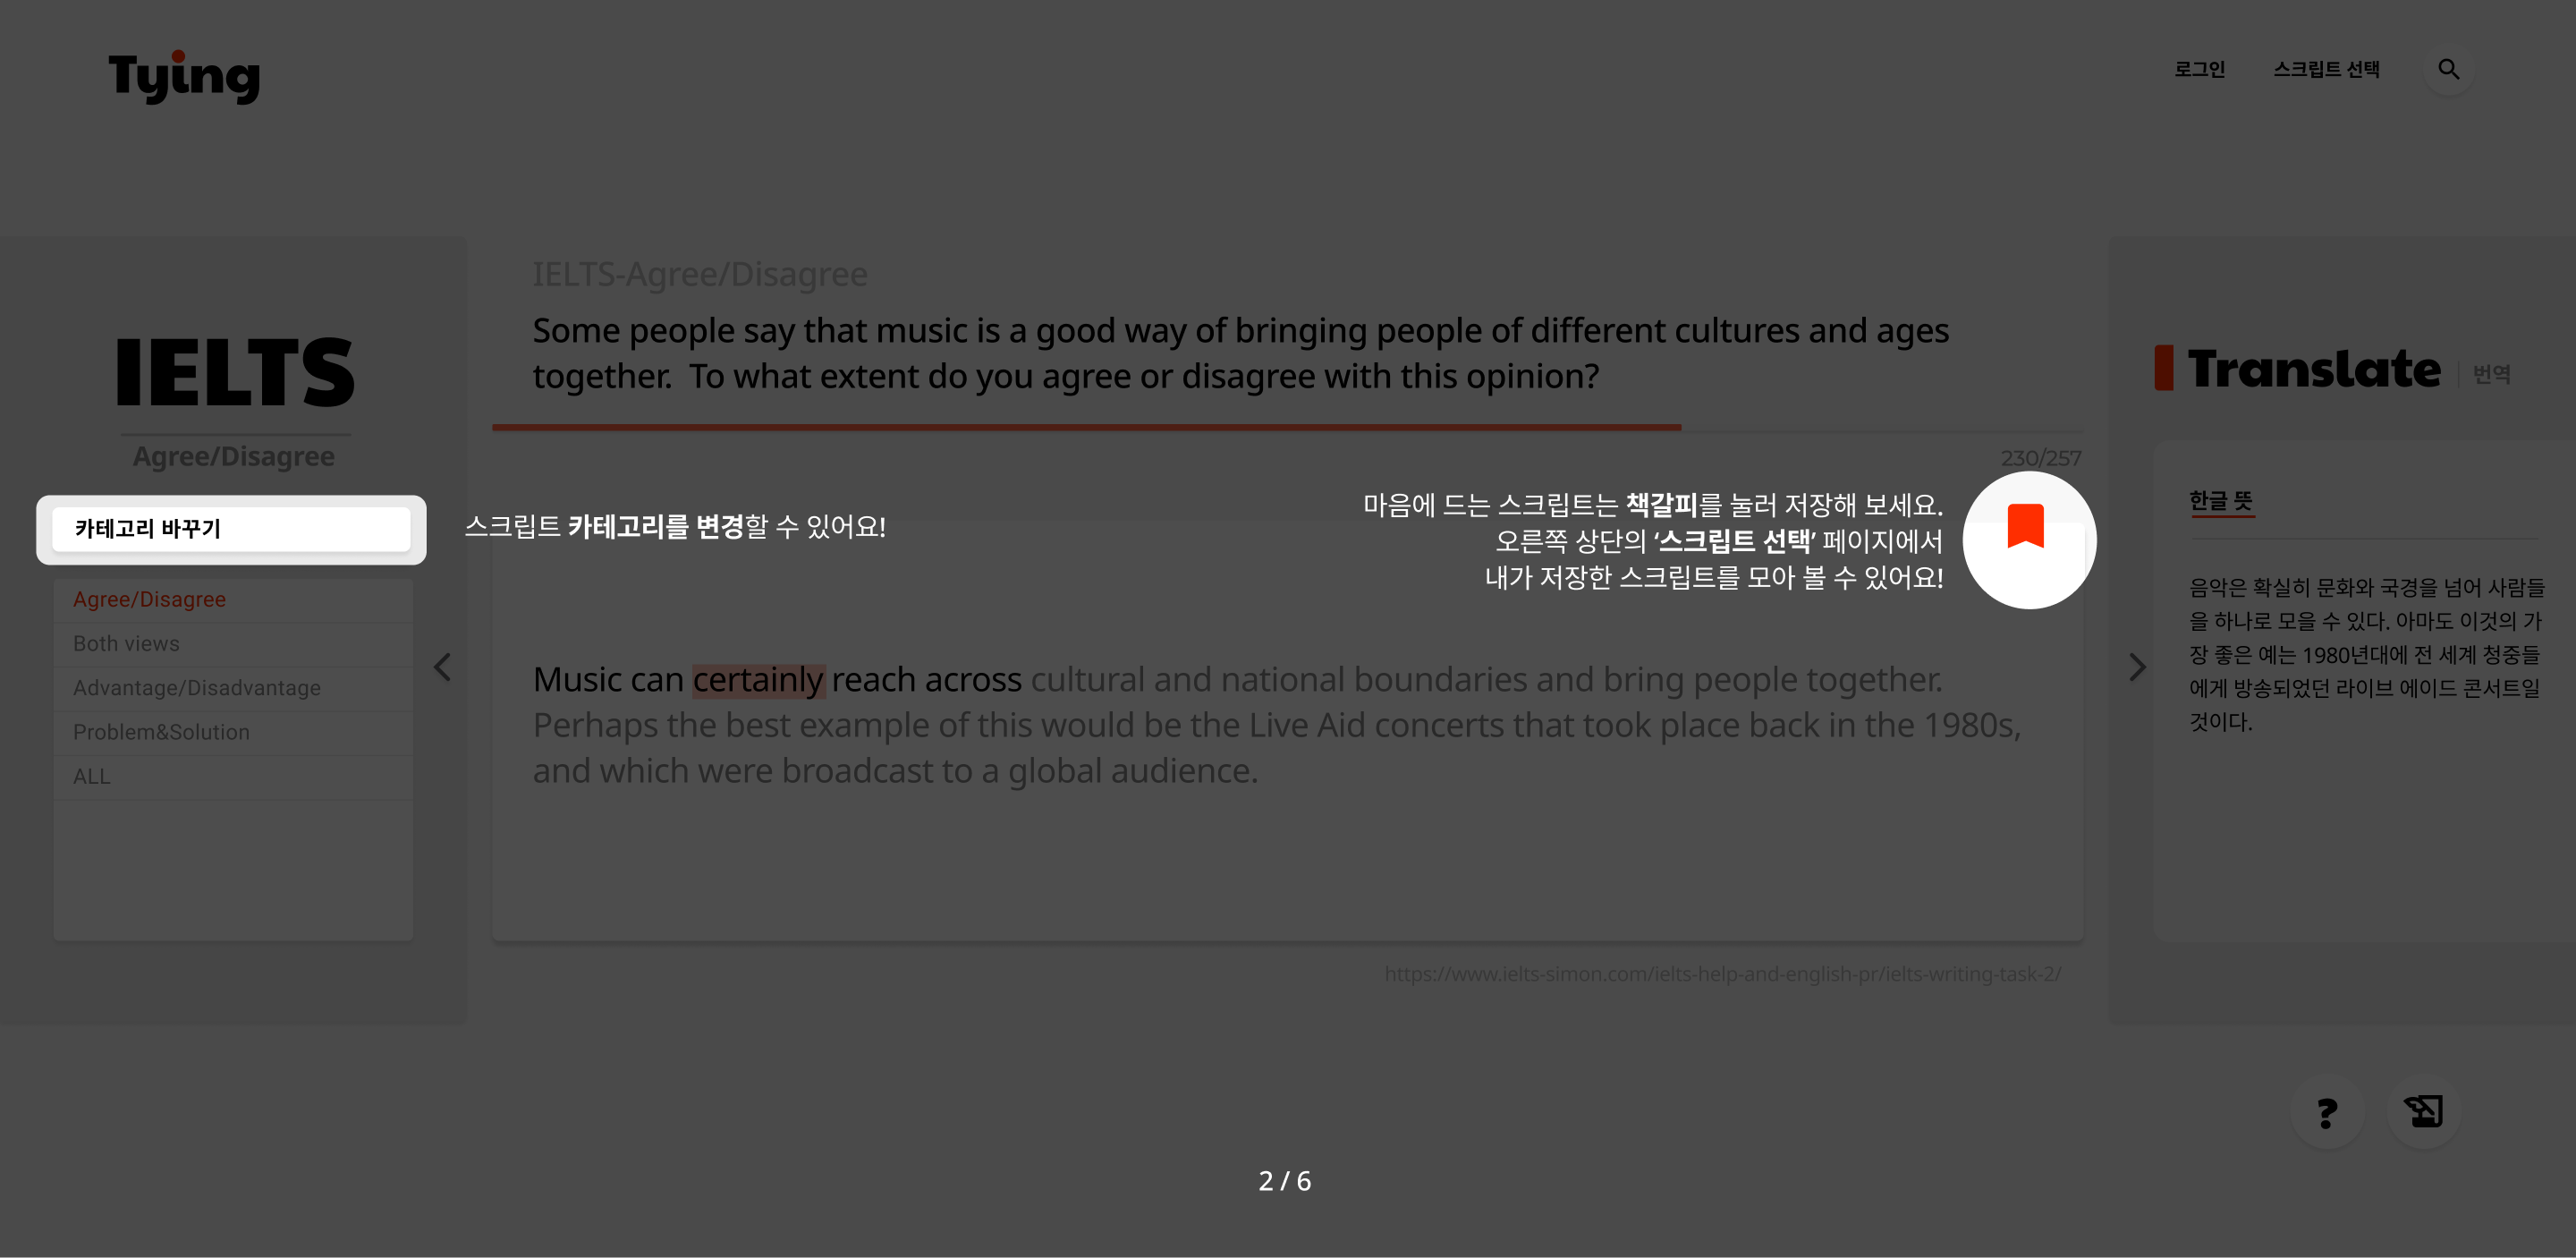 Tying
로그인
스크립트 선택
IELTS
Agree/Disagree
카테고리 바꾸기
스크립트 카테고리를 변경할 수 있어요!
Agree/Disagree
Both views
Advantage/Disadvantage
Problem&Solution
ALL
IELTS-Agree/Disagree
Some people say that music is a good way of bringing people of different cultures and ages
together.  To what extent do you agree or disagree with this opinion?
230/257
마음에 드는 스크립트는 책갈피를 눌러 저장해 보세요.
오른쪽 상단의 ‘스크립트 선택’ 페이지에서
내가 저장한 스크립트를 모아 볼 수 있어요!
Music can certainly reach across cultural and national boundaries and bring people together.
Perhaps the best example of this would be the Live Aid concerts that took place back in the 1980s,
and which were broadcast to a global audience.
https://www.ielts-simon.com/ielts-help-and-english-pr/ielts-writing-task-2/
Translate
번역
한글 뜻
음악은 확실히 문화와 국경을 넘어 사람들
을 하나로 모을 수 있다. 아마도 이것의 가
장 좋은 예는 1980년대에 전 세계 청중들
에게 방송되었던 라이브 에이드 콘서트일
것이다.
?
2 / 6